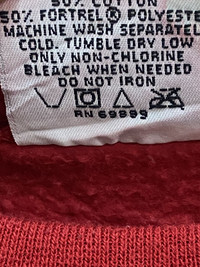 50% COTTON
50% FORTREL® POLYESTE
MACHINE WASH SEPARATEL
COLD. TUMBLE DRY LOW
ONLY NON-CHLORINE
BLEACH WHEN NEEDED
DO NOT IRON
RN 69899